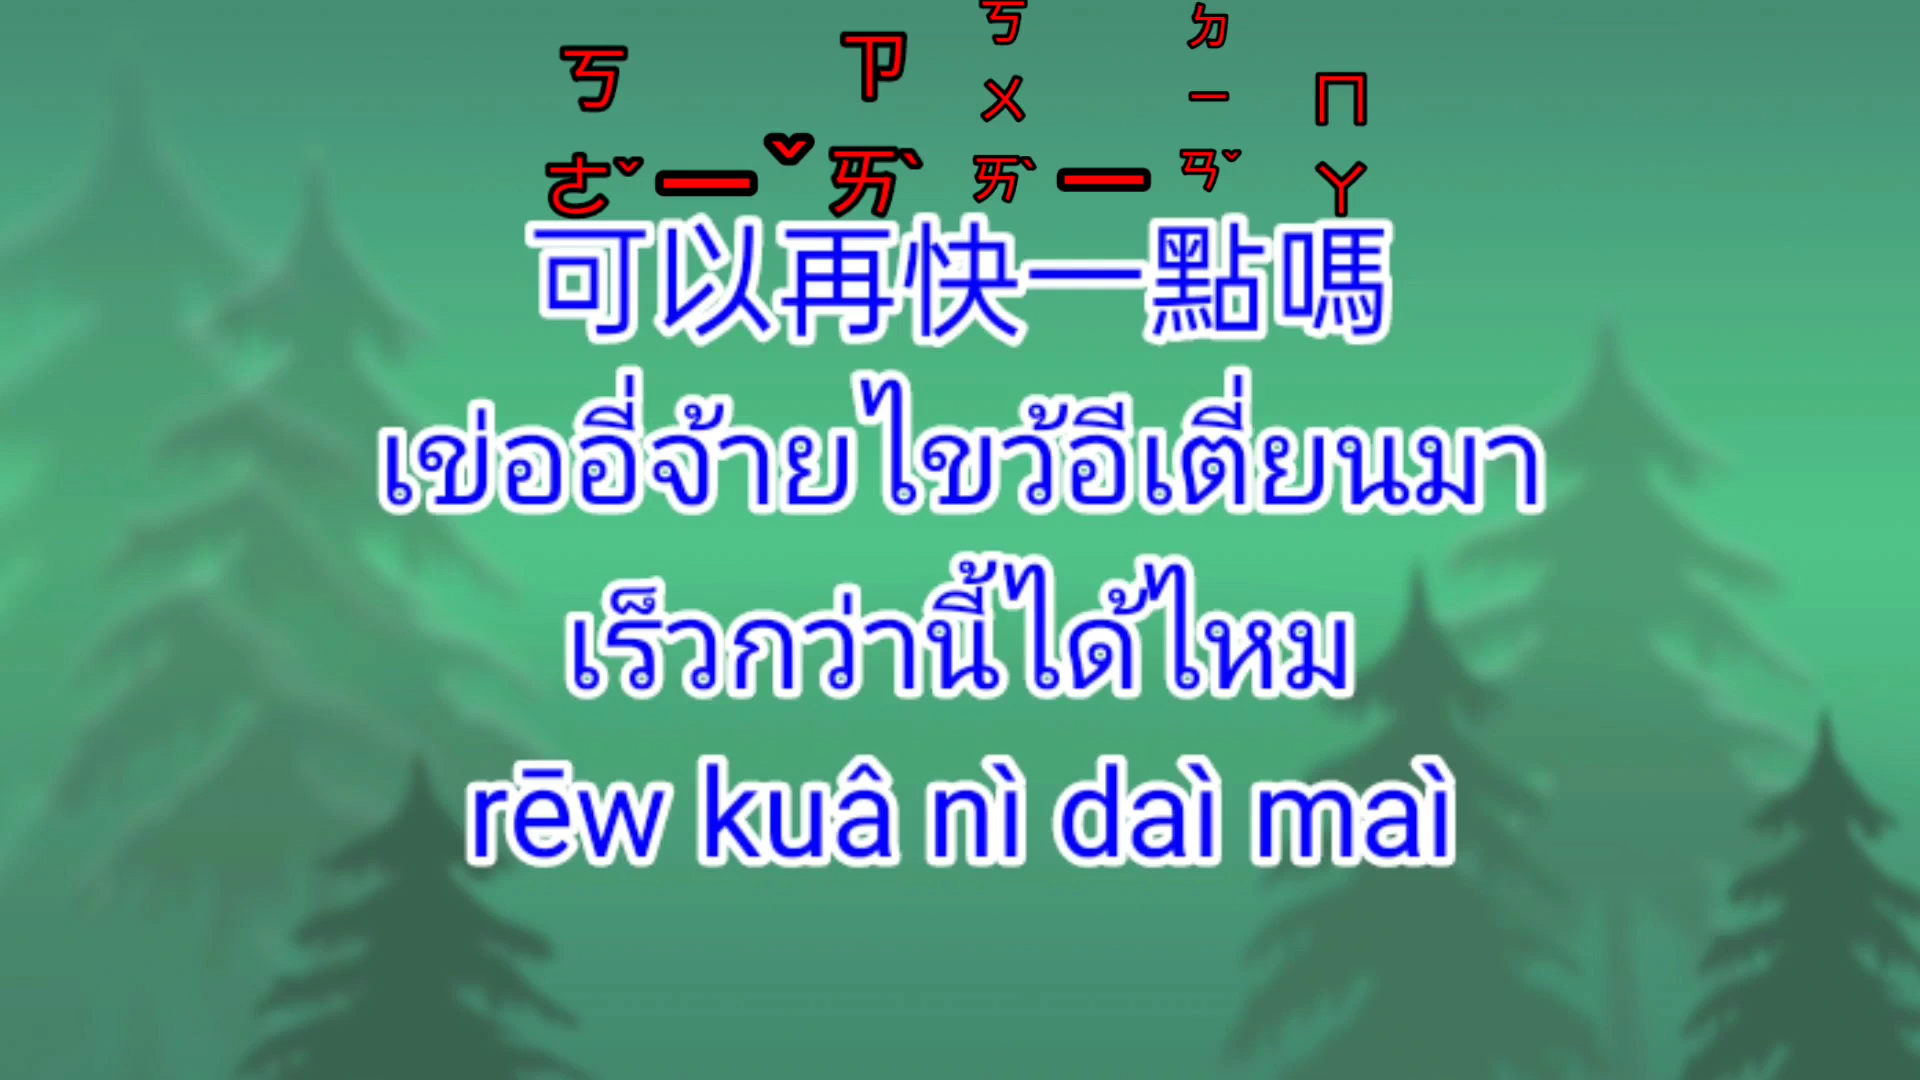 ㄎㄜˇ ㄧˇ ㄗㄞˋ ㄎㄨㄞˋ ㄧ ㄉㄧㄢˇ ㄇㄚ
可以再快一點嗎
เข่ออี่จ้ายไขว้อีเตี่ยนมา
เร็วกว่านี้ได้ไหม
rēw kuâ nì daì maì